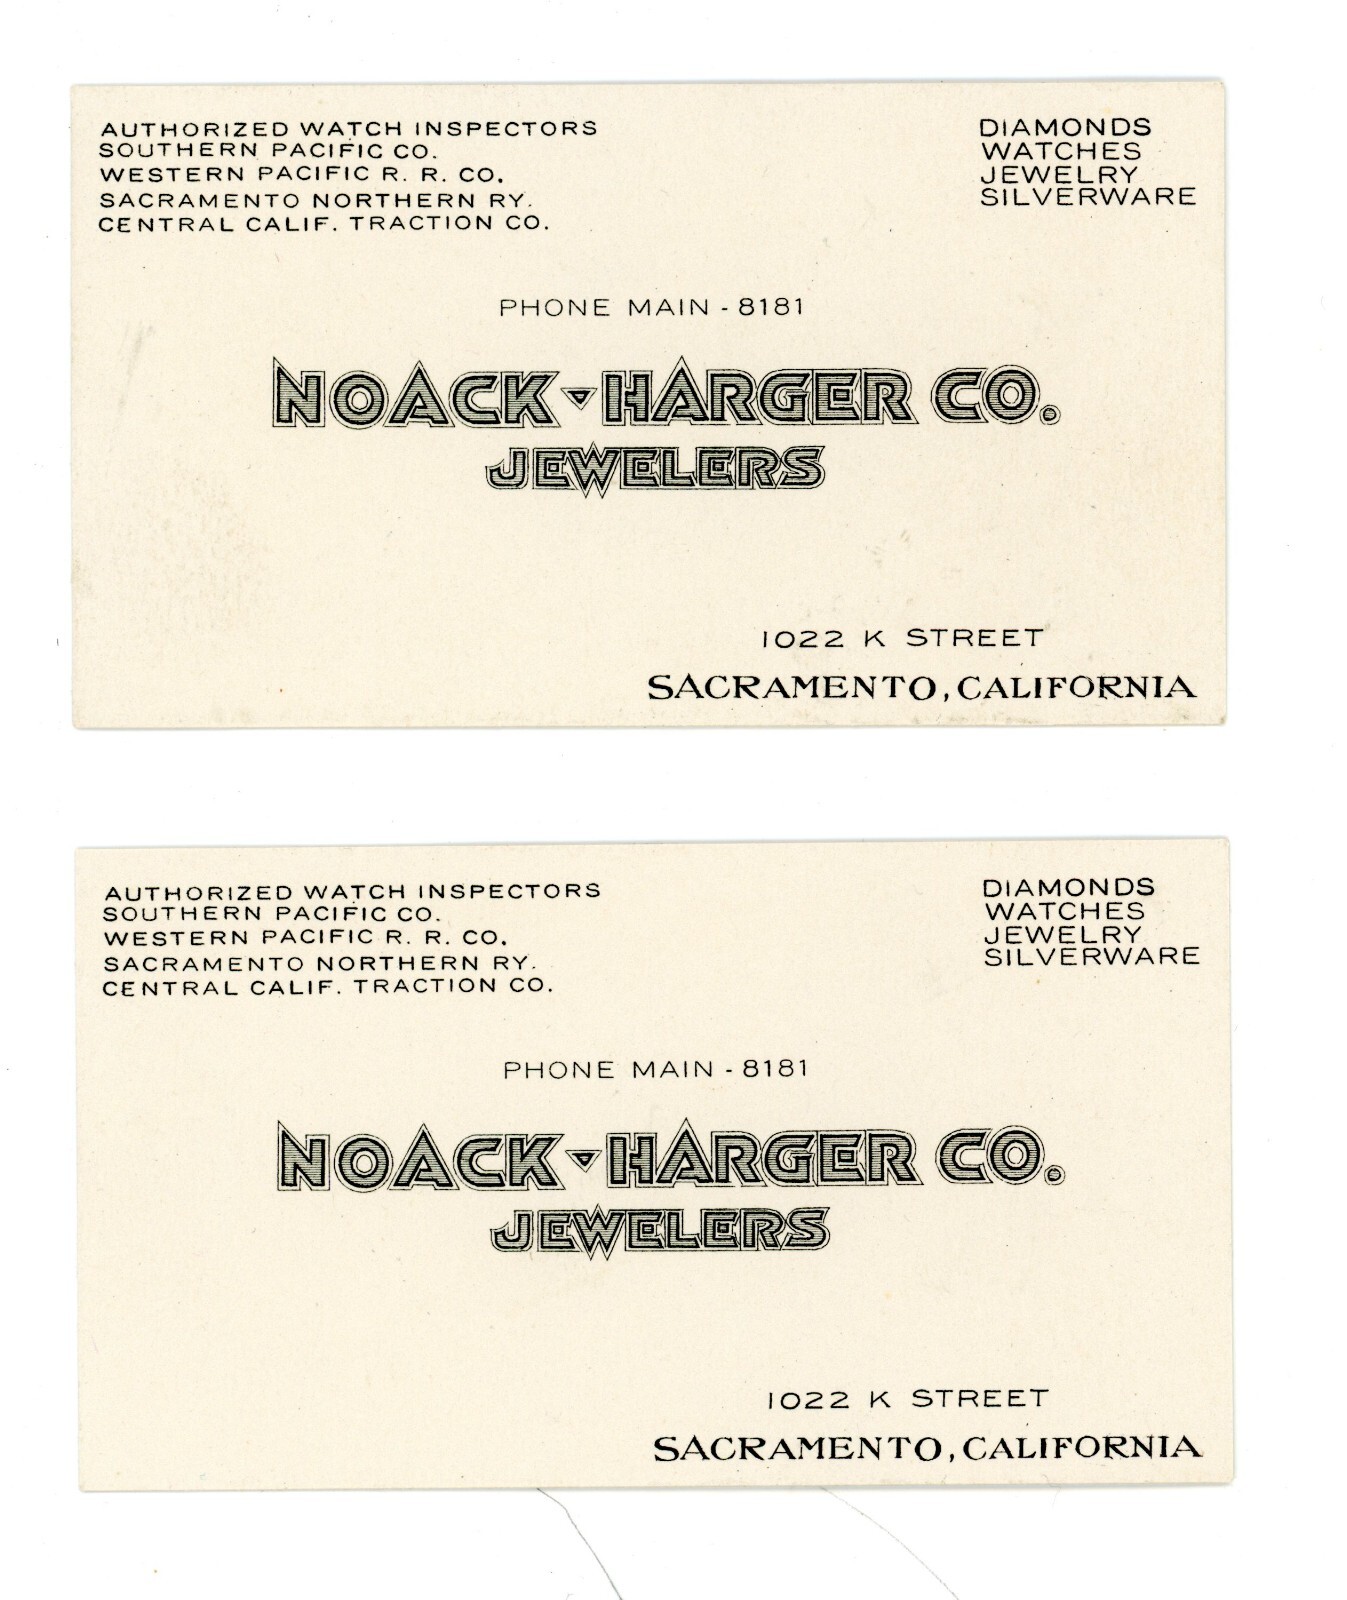 AUTHORIZED WATCH INSPECTORS
SOUTHERN PACIFIC CO.
WESTERN PACIFIC R. R. CO.
SACRAMENTO NORTHERN RY.
CENTRAL CALIF. TRACTION CO.
DIAMONDS
WATCHES
JEWELRY
SILVERWARE
PHONE MAIN - 8181
NOACK-HARGER CO.
JEWELERS
1022 K STREET
SACRAMENTO, CALIFORNIA
AUTHORIZED WATCH INSPECTORS
SOUTHERN PACIFIC CO.
WESTERN PACIFIC R. R. CO.
SACRAMENTO NORTHERN RY.
CENTRAL CALIF. TRACTION CO.
DIAMONDS
WATCHES
JEWELRY
SILVERWARE
PHONE MAIN - 8181
NOACK-HARGER CO.
JEWELERS
1022 K STREET
SACRAMENTO, CALIFORNIA